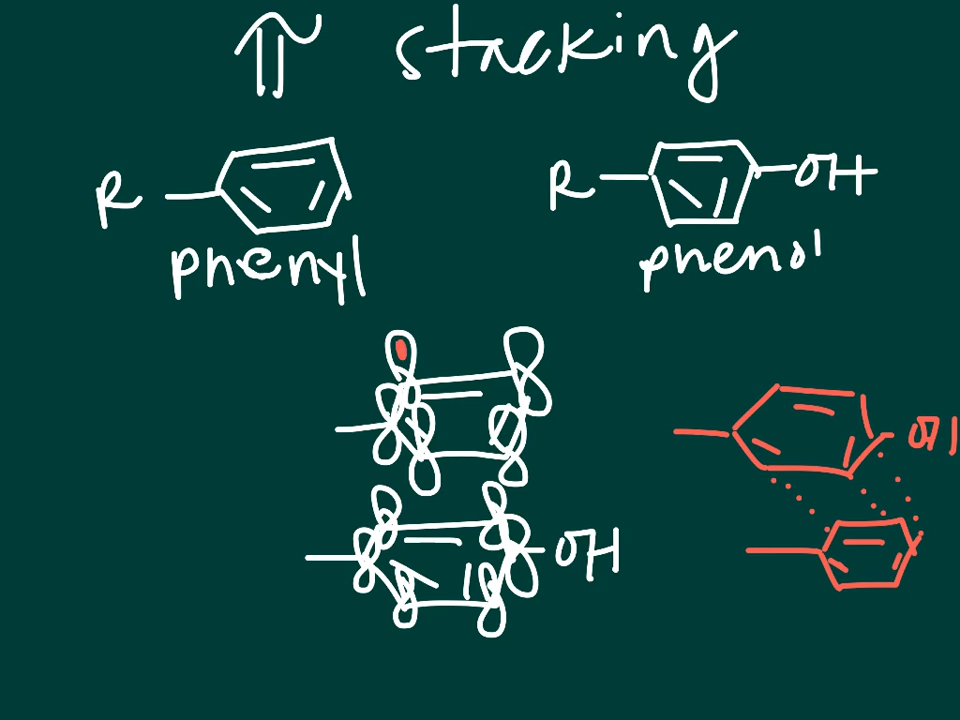 π stacking
R
OH
R
phenyl
phenol
OH
OH